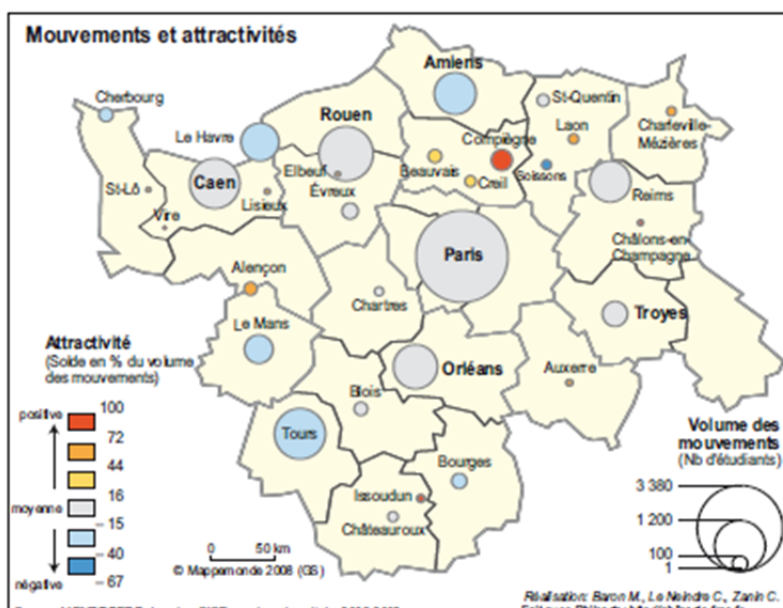 Mouvements et attractivités
Amiens
Cherbourg
St-Quentin
Rouen
Laon
Charleville-
Mézières
Le Havre
Compiègne
Beauvais
Soissons
Elbeuf
Caen
Creil
St-Lô
Évreux
Reims
Lisieux
Vire
Châlons-en-
Champagne
Paris
Alençon
Chartres
Troyes
Le Mans
Attractivité
(Solde en % du volume
des mouvements)
Orléans
Auxerre
Blois
positive
100
72
44
16
moyenne
– 15
– 40
négative
– 67
Tours
Bourges
Issoudun
Châteauroux
0 50 km
© Mappemonde 2008 (GS)
Volume des
mouvements
(Nb d'étudiants)
3 380
1 200
100
1
Réalisation: Baron M., Le Neindre C., Zanin C.